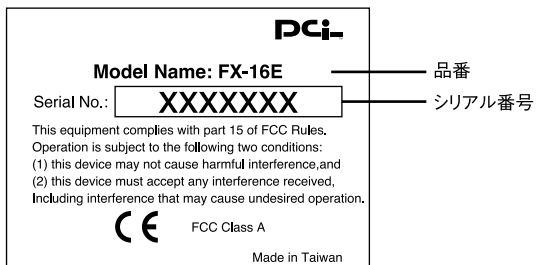 PCi
Model Name: FX-16E 品番
Serial No.: XXXXXXX シリアル番号
This equipment complies with part 15 of FCC Rules.
Operation is subject to the following two conditions:
(1) this device may not cause harmful interference,and
(2) this device must accept any interference received,
Including interference that may cause undesired operation.
CE FCC Class A
Made in Taiwan